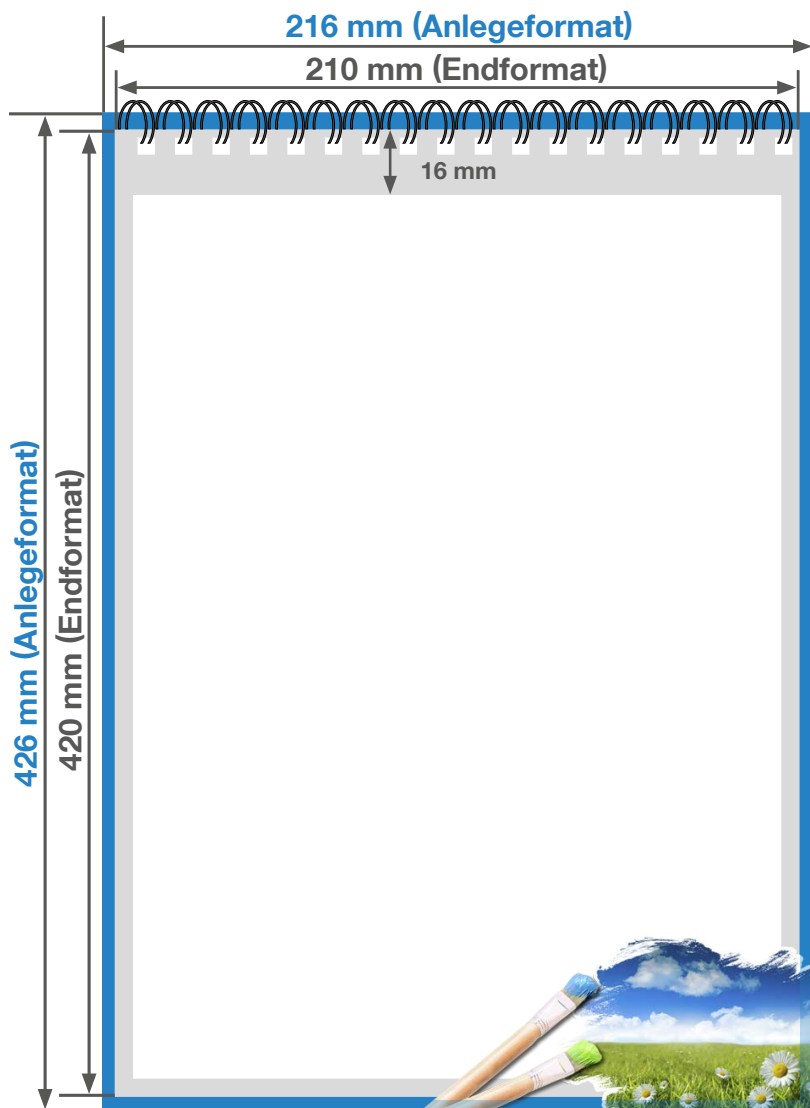 216 mm (Anlegeformat)
210 mm (Endformat)
16 mm
426 mm (Anlegeformat)
420 mm (Endformat)